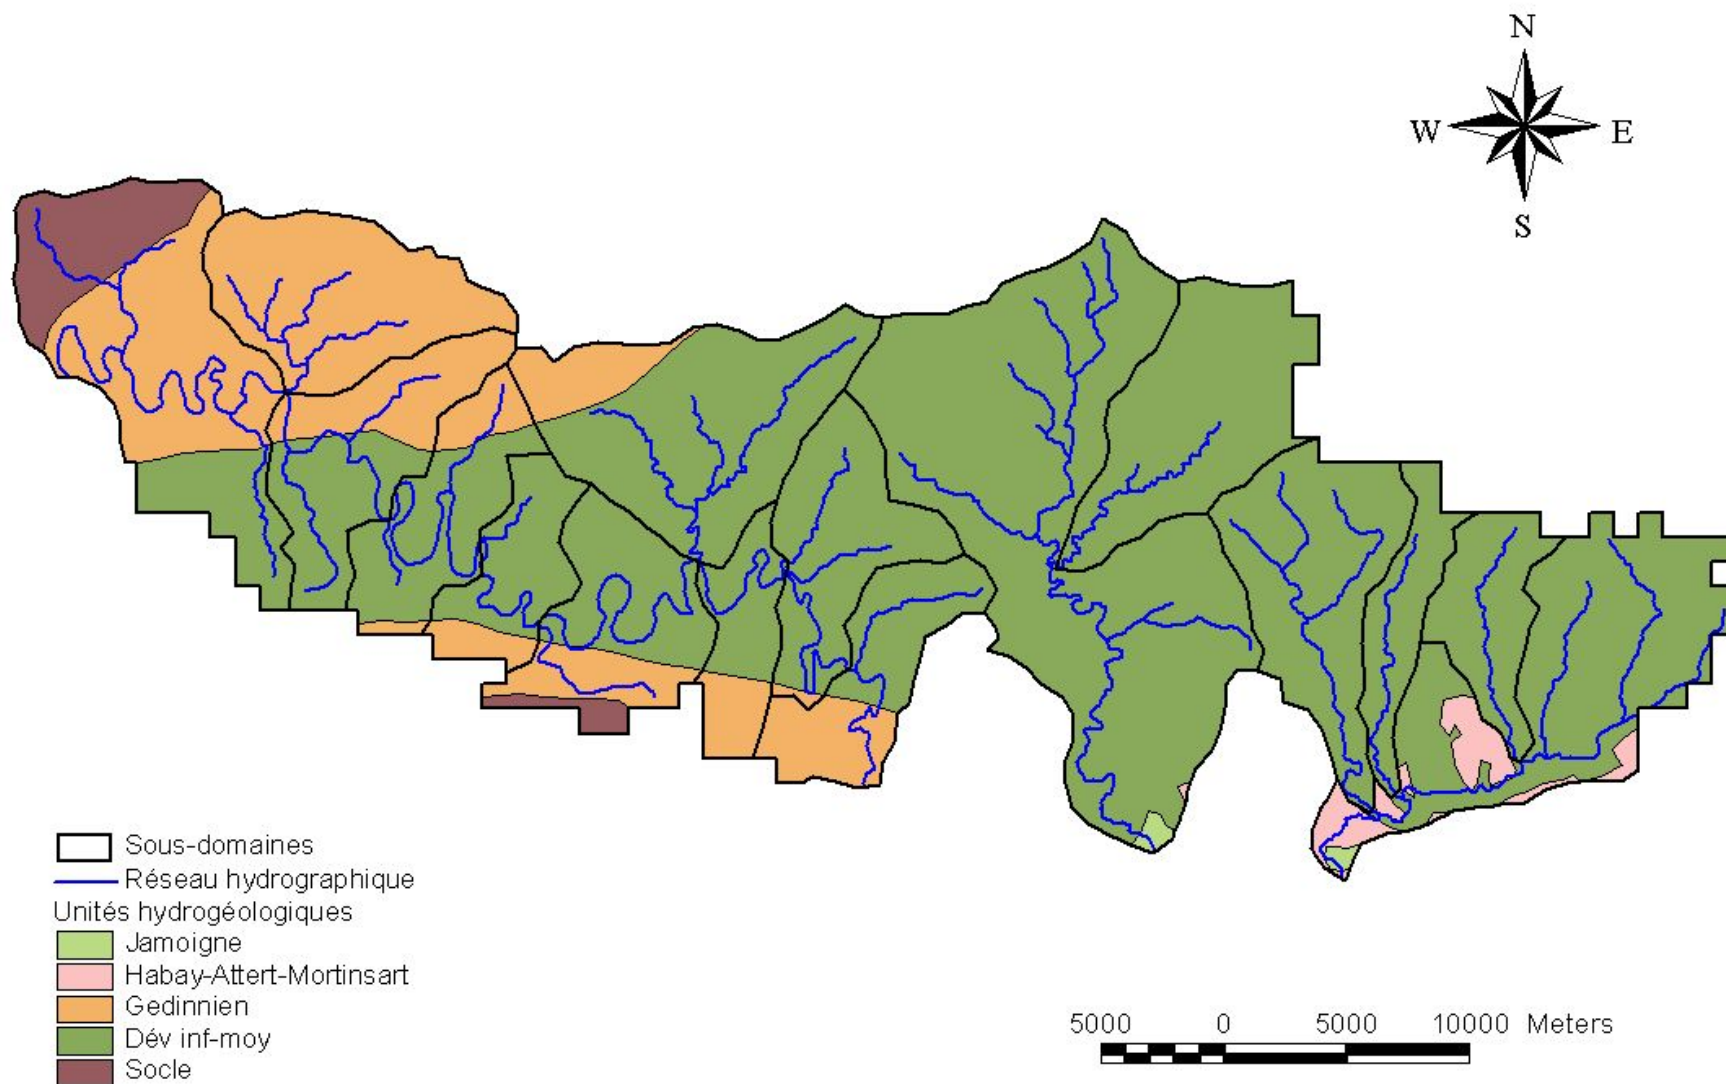 N
W E
S
Sous-domaines
Réseau hydrographique
Unités hydrogéologiques
Jamoigne
Habay-Attert-Mortinsart
Gedinnien
Dév inf-moy
Socle
5000 0 5000 10000 Meters